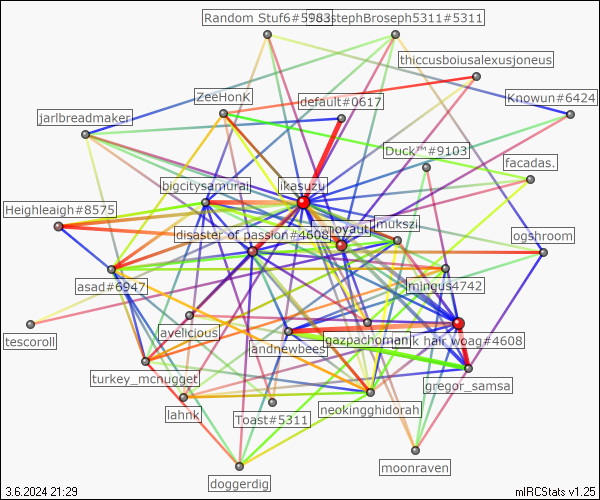 Random Stuf6#5983
stephBroseph5311#5311
thiccusboiusalexusjoneus
ZeeHonK
default#0617
Knowun#6424
jarlbreadmaker
Duck™#9103
facadas.
bigcitysamurai
ikasuzu
Heighleaigh#8575
mukszi
disaster of passion#4608
noyauti
ogshroom
asad#6947
mingus4742
tescoroll
avelicious
gazpachoman
k hair woag#4608
andnewbees
turkey_mcnugget
gregor_samsa
lahnk
Toast#5311
neokingghidorah
moonraven
doggerdig
3.6.2024 21:29
mIRCStats v1.25